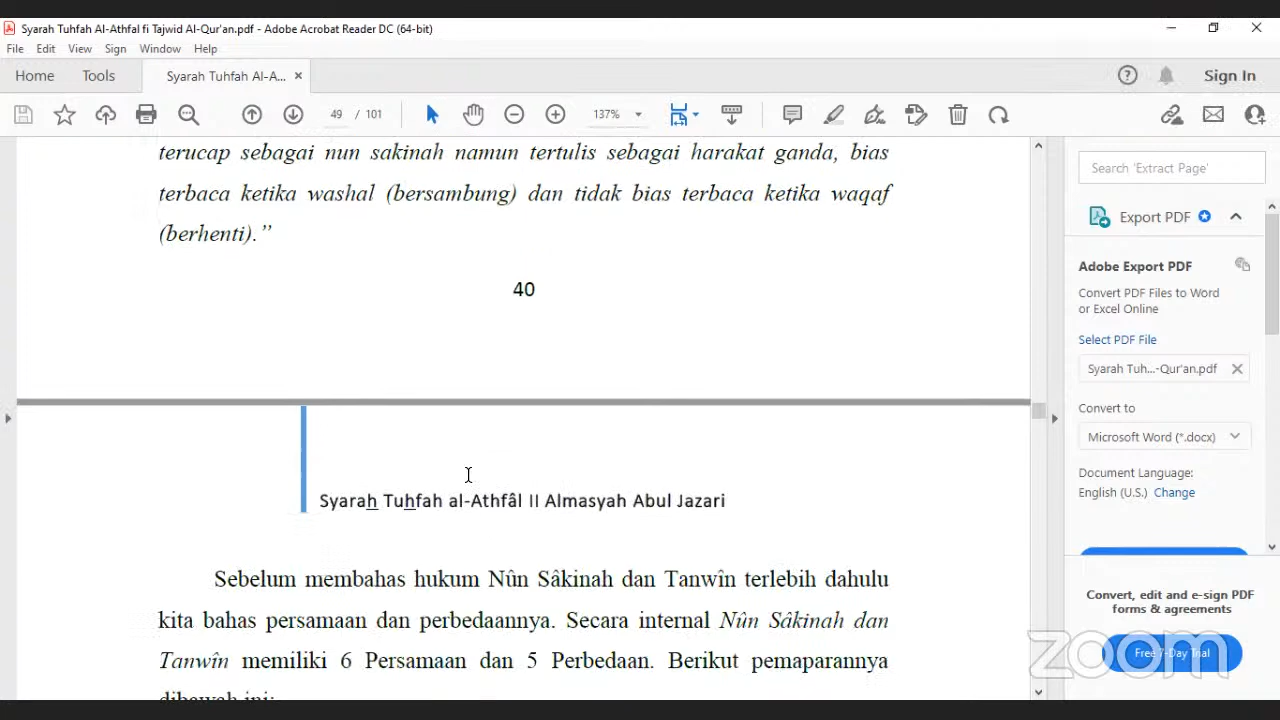 Syarah Tuhfah Al-Athfal fi Tajwid Al-Qur'an.pdf - Adobe Acrobat Reader DC (64-bit)
File Edit View Sign Window Help
Home Tools Syarah Tuhfah Al-A... × Sign In
49 / 101 137%
terucap sebagai nun sakinah namun tertulis sebagai harakat ganda, bias
terbaca ketika washal (bersambung) dan tidak bias terbaca ketika waqaf
(berhenti).”
40
Syarah Tuhfah al-Athfâl II Almasyah Abul Jazari
Sebelum membahas hukum Nûn Sâkinah dan Tanwîn terlebih dahulu
kita bahas persamaan dan perbedaannya. Secara internal Nûn Sâkinah dan
Tanwîn memiliki 6 Persamaan dan 5 Perbedaan. Berikut pemaparannya
dibawah ini:
Search 'Extract Page'
Export PDF
Adobe Export PDF
Convert PDF Files to Word
or Excel Online
Select PDF File
Syarah Tuh...-Qur'an.pdf
Convert to
Microsoft Word (*.docx)
Document Language:
English (U.S.) Change
Convert, edit and e-sign PDF
forms & agreements
Free 7-Day Trial
zoom